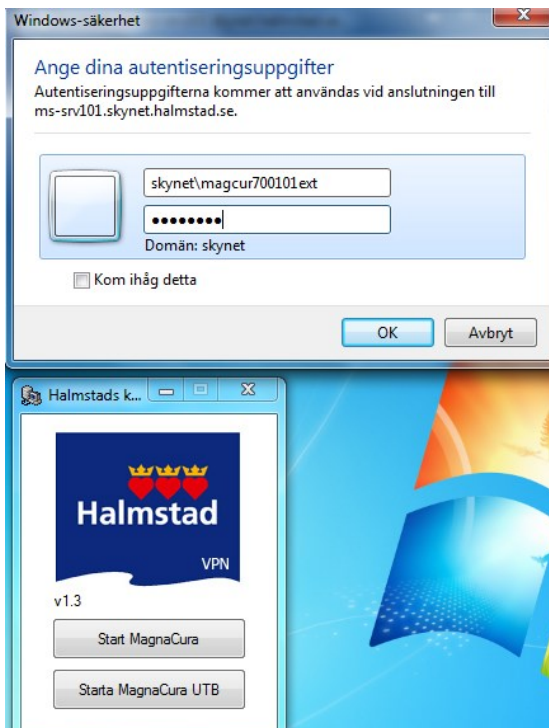 Windows-säkerhet
Ange dina autentiseringsuppgifter
Autentiseringsuppgifterna kommer att användas vid anslutningen till
ms-srv101.skynet.halmstad.se.
skynet\magcur700101ext
●●●●●●●●
Domän: skynet
Kom ihåg detta
OK
Avbryt
Halmstads k...
Halmstad
VPN
v1.3
Start MagnaCura
Starta MagnaCura UTB